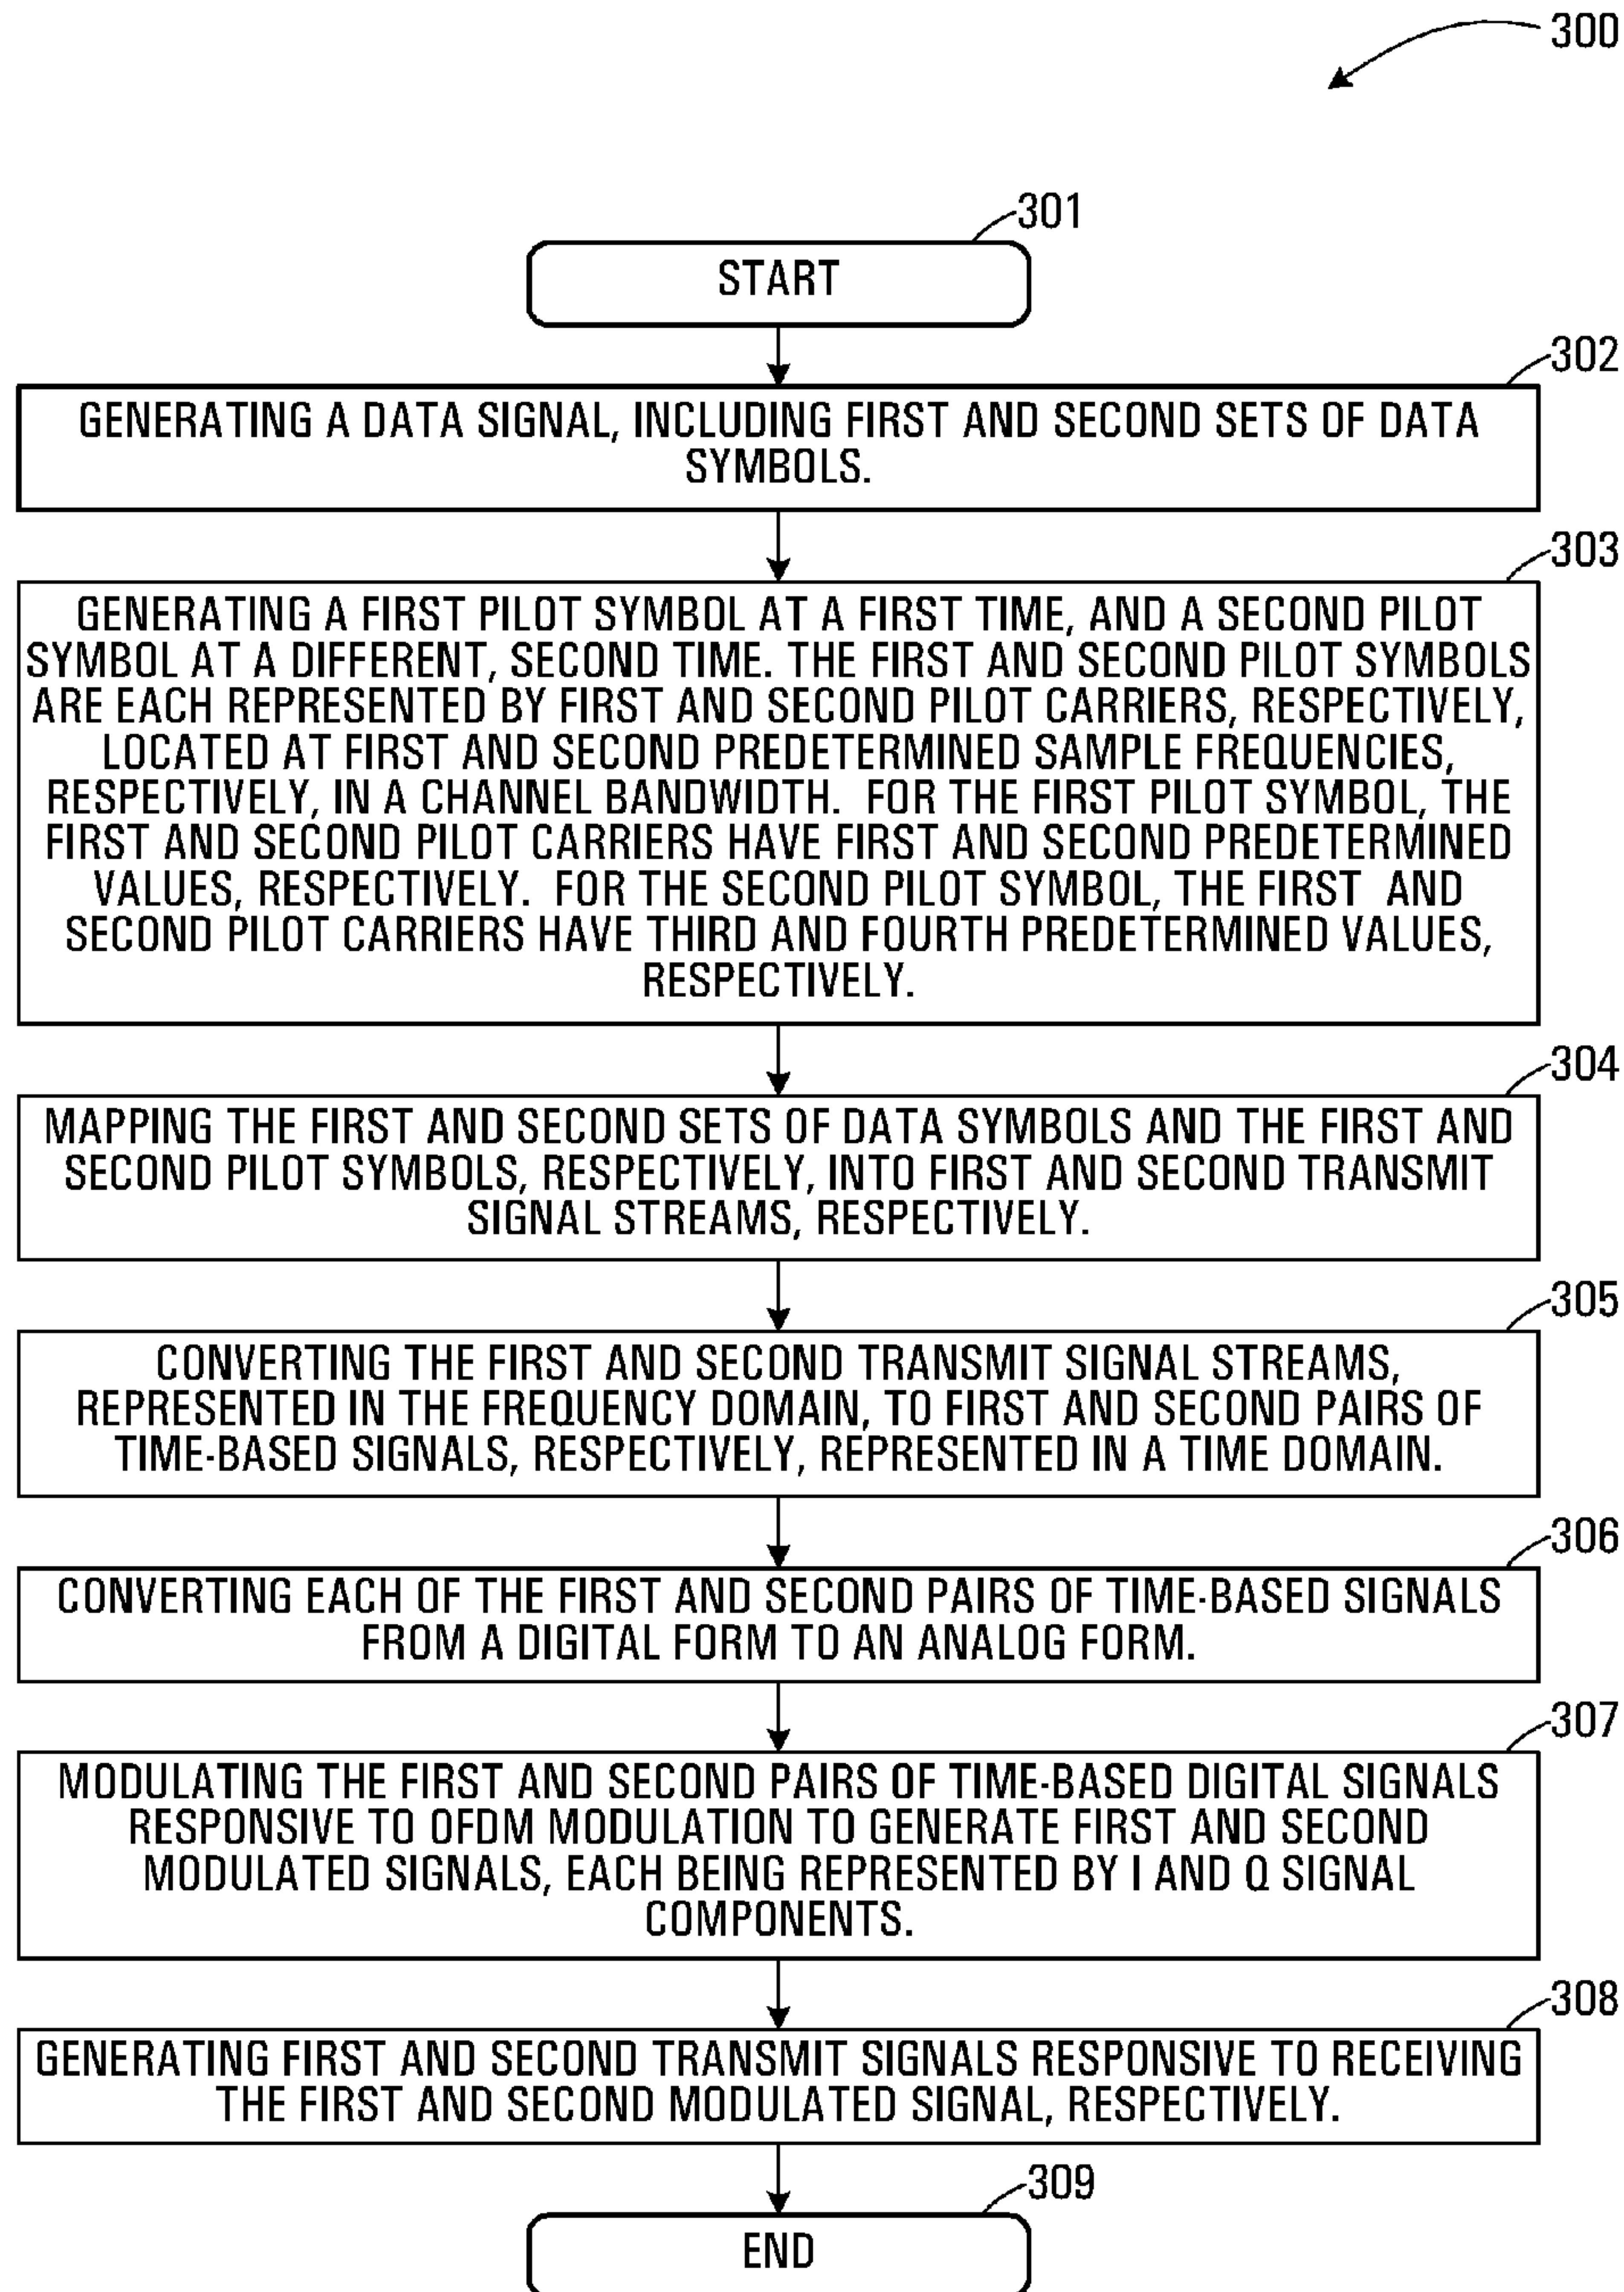 300
301
START
302
GENERATING A DATA SIGNAL, INCLUDING FIRST AND SECOND SETS OF DATA
SYMBOLS.
303
GENERATING A FIRST PILOT SYMBOL AT A FIRST TIME, AND A SECOND PILOT
SYMBOL AT A DIFFERENT, SECOND TIME. THE FIRST AND SECOND PILOT SYMBOLS
ARE EACH REPRESENTED BY FIRST AND SECOND PILOT CARRIERS, RESPECTIVELY,
LOCATED AT FIRST AND SECOND PREDETERMINED SAMPLE FREQUENCIES,
RESPECTIVELY, IN A CHANNEL BANDWIDTH. FOR THE FIRST PILOT SYMBOL, THE
FIRST AND SECOND PILOT CARRIERS HAVE FIRST AND SECOND PREDETERMINED
VALUES, RESPECTIVELY. FOR THE SECOND PILOT SYMBOL, THE FIRST AND
SECOND PILOT CARRIERS HAVE THIRD AND FOURTH PREDETERMINED VALUES,
RESPECTIVELY.
304
MAPPING THE FIRST AND SECOND SETS OF DATA SYMBOLS AND THE FIRST AND
SECOND PILOT SYMBOLS, RESPECTIVELY, INTO FIRST AND SECOND TRANSMIT
SIGNAL STREAMS, RESPECTIVELY.
305
CONVERTING THE FIRST AND SECOND TRANSMIT SIGNAL STREAMS,
REPRESENTED IN THE FREQUENCY DOMAIN, TO FIRST AND SECOND PAIRS OF
TIME-BASED SIGNALS, RESPECTIVELY, REPRESENTED IN A TIME DOMAIN.
306
CONVERTING EACH OF THE FIRST AND SECOND PAIRS OF TIME-BASED SIGNALS
FROM A DIGITAL FORM TO AN ANALOG FORM.
307
MODULATING THE FIRST AND SECOND PAIRS OF TIME-BASED DIGITAL SIGNALS
RESPONSIVE TO OFDM MODULATION TO GENERATE FIRST AND SECOND
MODULATED SIGNALS, EACH BEING REPRESENTED BY I AND Q SIGNAL
COMPONENTS.
308
GENERATING FIRST AND SECOND TRANSMIT SIGNALS RESPONSIVE TO RECEIVING
THE FIRST AND SECOND MODULATED SIGNAL, RESPECTIVELY.
309
END